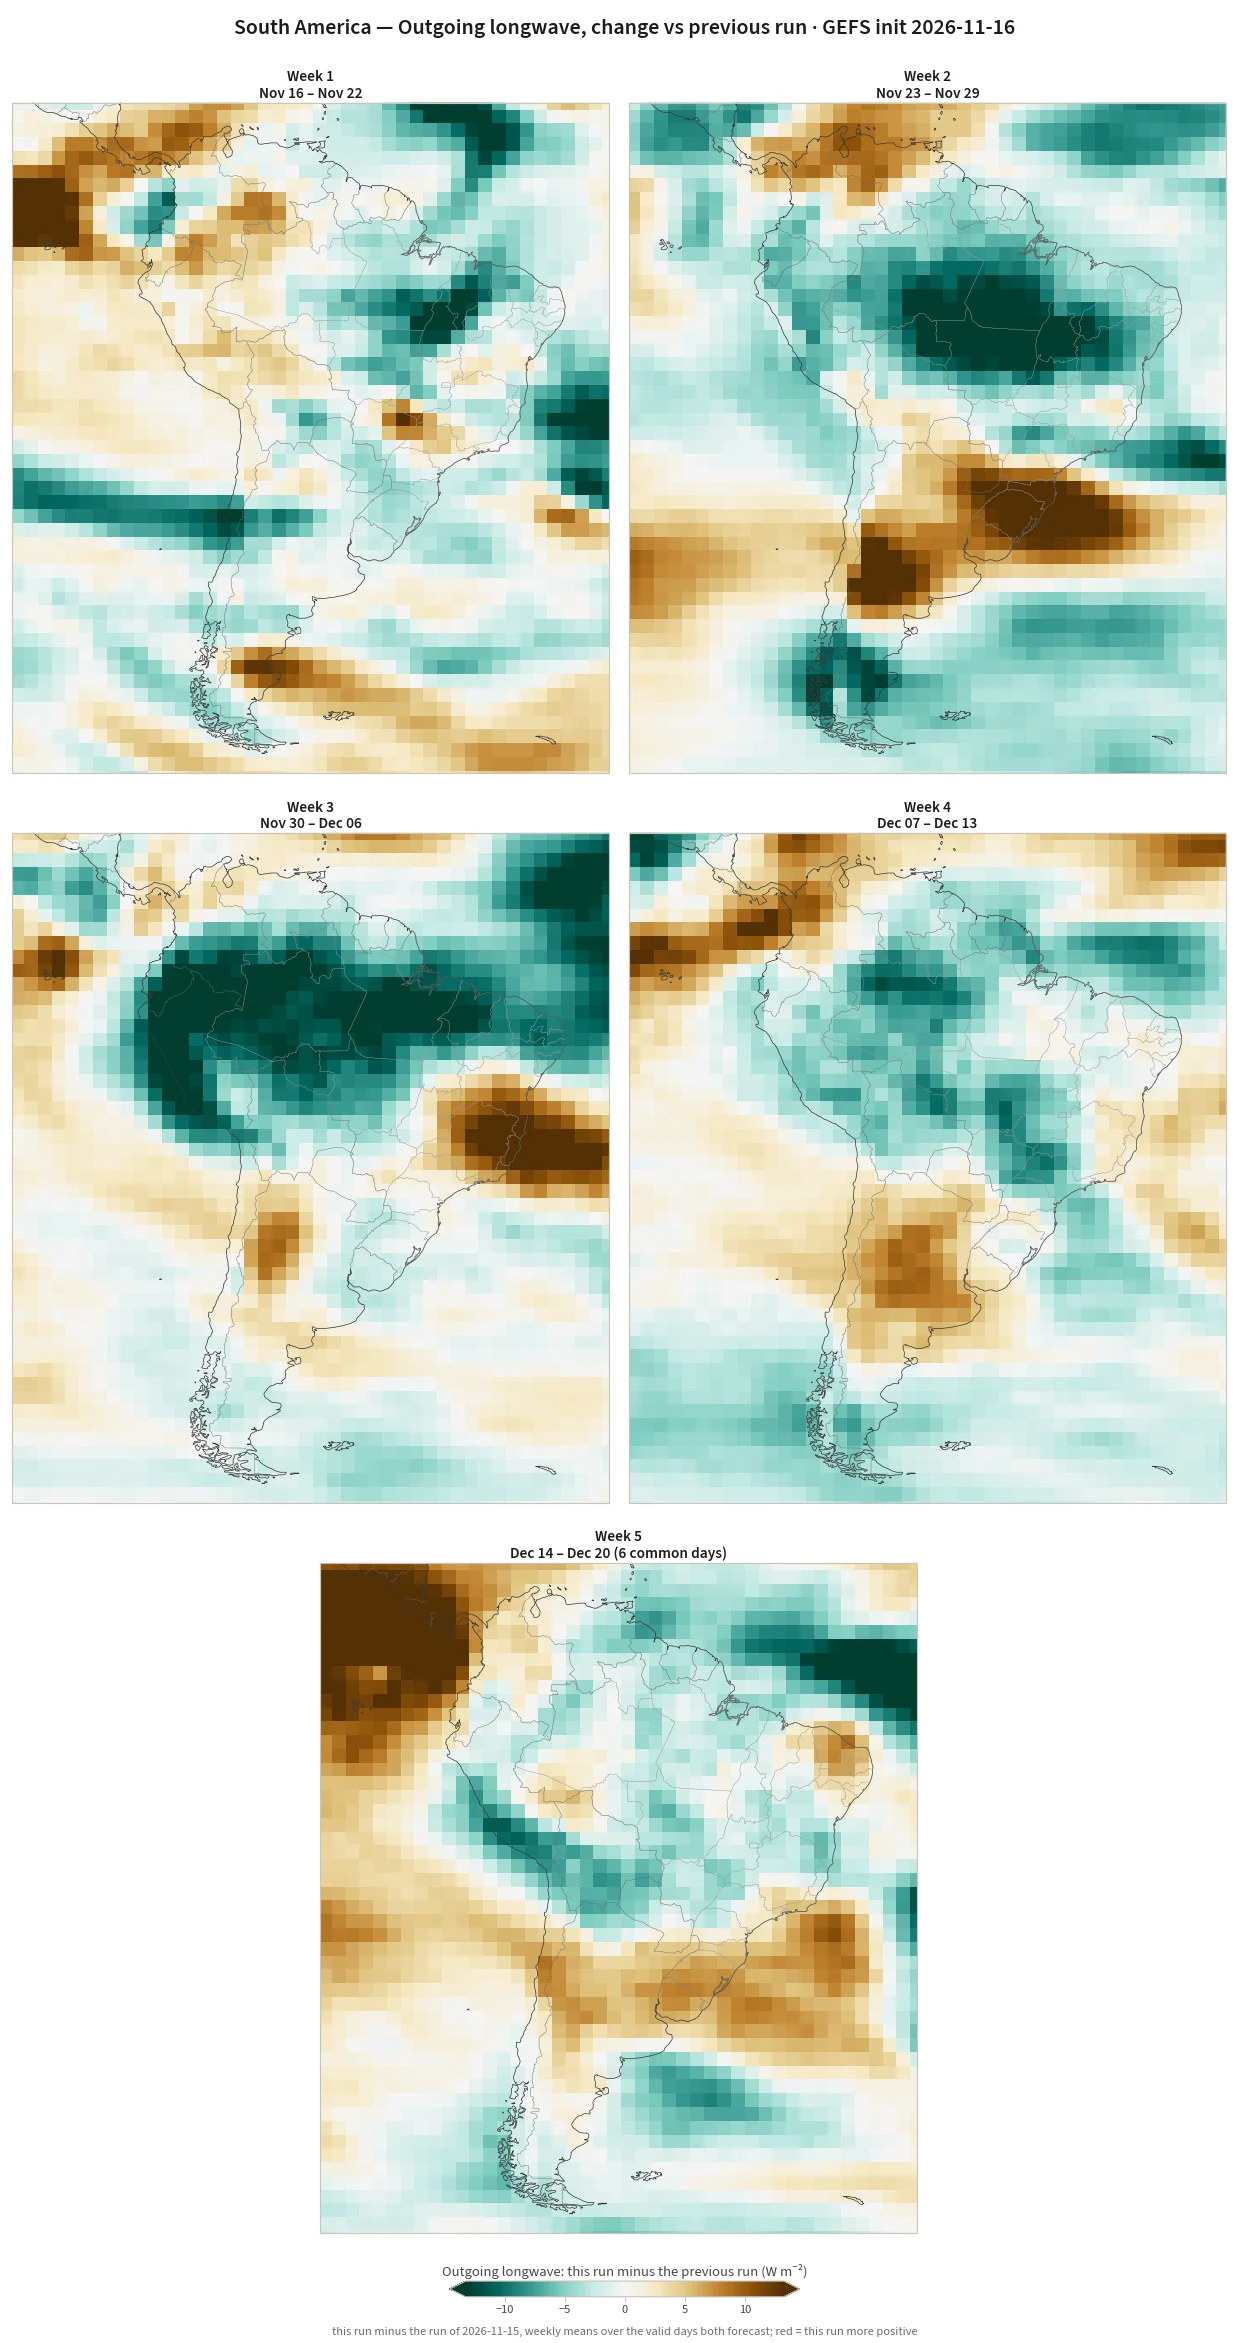 South America — Outgoing longwave, change vs previous run · GEFS init 2026-11-16
Week 1
Nov 16 – Nov 22
Week 2
Nov 23 – Nov 29
Week 3
Nov 30 – Dec 06
Week 4
Dec 07 – Dec 13
Week 5
Dec 14 – Dec 20 (6 common days)
Outgoing longwave: this run minus the previous run (W m⁻²)
−10 −5 0 5 10
this run minus the run of 2026-11-15, weekly means over the valid days both forecast; red = this run more positive